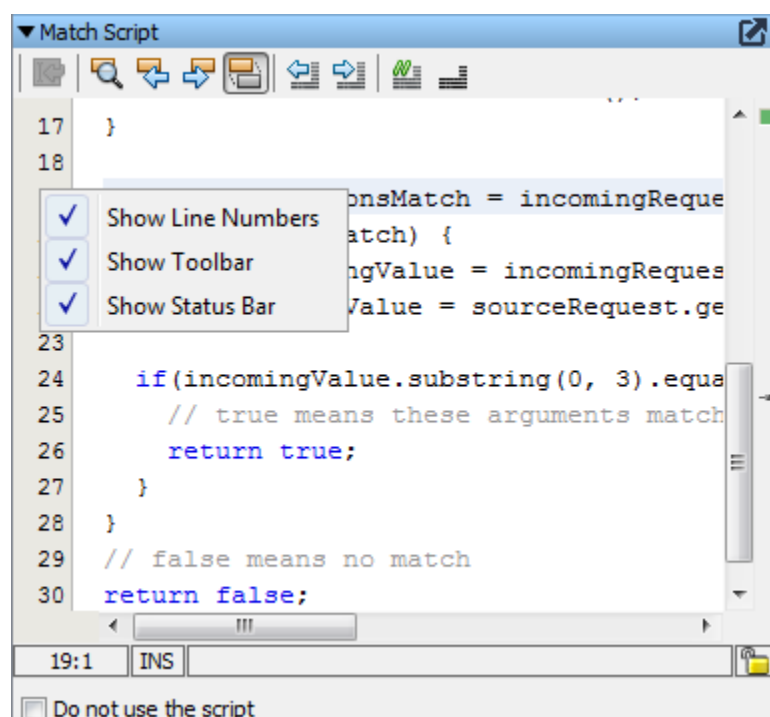 Match Script
17 }
18
onsMatch = incomingReque
Show Line Numbers
atch) {
Show Toolbar
ngValue = incomingReques
Show Status Bar
Value = sourceRequest.ge
23
24 if(incomingValue.substring(0, 3).equa
25 // true means these arguments match
26 return true;
27 }
28 }
29 // false means no match
30 return false;
19:1 INS
Do not use the script